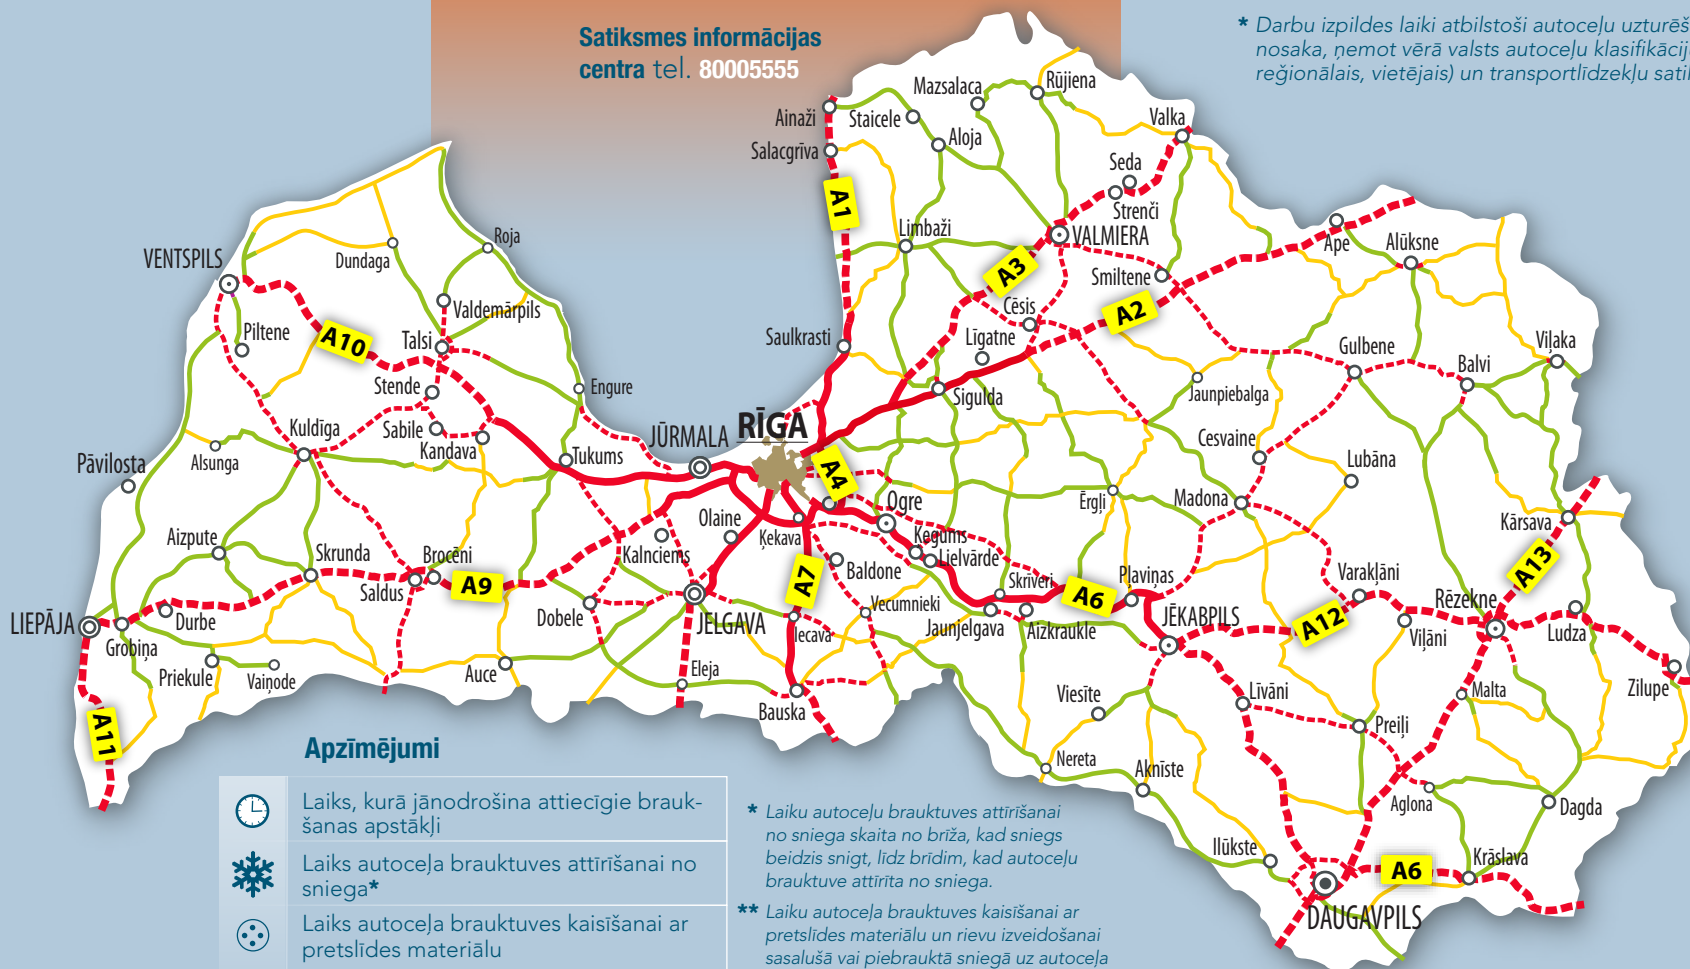 Satiksmes informācijas
centra tel. 80005555
* Darbu izpildes laiki atbilstoši autoceļu
nosaka, ņemot vērā valsts autoceļu
reģionālais, vietējais) un transportlīdzekļu
Ainaži
Staicele
Mazsalaca
Rūjiena
Valka
Salacgrīva
Aloja
Seda
Strenči
A1
Limbaži
VALMIERA
Ape
Alūksne
Roja
VENTSPILS
Dundaga
A3
Smiltene
Valdemārpils
Cēsis
A2
Piltene
A10
Talsi
Saulkrasti
Līgatne
Gulbene
Viļaka
Balvi
Stende
Engure
Sigulda
Jaunpiebalga
Kuldīga
Sabile
Kandava
JŪRMALA
RĪGA
Cesvaine
Lubāna
Pāvilosta
Alsunga
Tukums
A4
Ogre
Ērgļi
Madona
Kārsava
Olaine
Ķekava
Aizpute
Skrunda
Brocēni
Kalnciems
Ķegums
Lielvārde
A9
Baldone
A7
Skrīveri
Pļaviņas
Varakļāni
A13
Saldus
Dobele
JELGAVA
Vecumnieki
A6
Rēzekne
LIEPĀJA
Durbe
Iecava
Jaunjelgava
Aizkraukle
JĒKABPILS
A12
Viļāni
Ludza
Grobiņa
Priekule
Vaiņode
Auce
Eleja
Bauska
Viesīte
Līvāni
Malta
Zilupe
A11
Preiļi
Nereta
Aknīste
Aglona
Dagda
Ilūkste
A6
Krāslava
DAUGAVPILS
Apzīmējumi
Laiks, kurā jānodrošina attiecīgie brauk-
šanas apstākļi
Laiks autoceļa brauktuves attīrīšanai no
sniega*
Laiks autoceļa brauktuves kaisīšanai ar
pretslīdes materiālu
* Laiku autoceļu brauktuves attīrīšanai
no sniega skaita no brīža, kad sniegs
beidzis snigt, līdz brīdim, kad autoceļu
brauktuve attīrīta no sniega.
** Laiku autoceļa brauktuves kaisīšanai ar
pretslīdes materiālu un rievu izveidošanai
sasalušā vai piebrauktā sniegā uz autoceļa